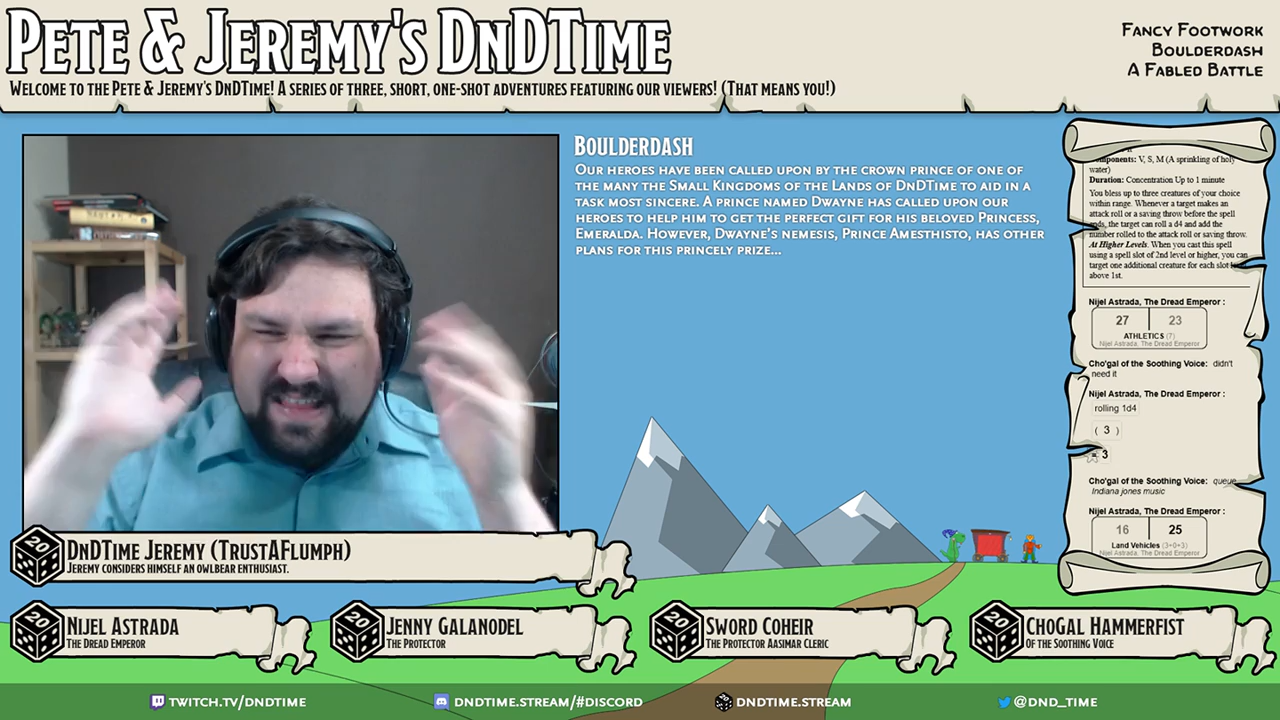 Pete & Jeremy's DnDTime
Welcome to the Pete & Jeremy's DnDTime! A series of three, short, one-shot adventures featuring our viewers! (That means you!)
Fancy Footwork
Boulderdash
A Fabled Battle
Boulderdash
Our heroes have been called upon by the crown prince of one of
the many the Small Kingdoms of the Lands of DnDTime to aid in a
task most sincere. A prince named Dwayne has called upon our
heroes to help him to get the perfect gift for his beloved Princess,
Emeralda. However, Dwayne's nemesis, Prince Amesthisto, has other
plans for this princely prize...
V, S, M (A sprinkling of holy
water)
Duration: Concentration Up to 1 minute
You bless up to three creatures of your choice
within range. Whenever a target makes an
attack roll or a saving throw before the spell
ends, the target can roll a d4 and add the
number rolled to the attack roll or saving throw.
At Higher Levels. When you cast this spell
using a spell slot of 2nd level or higher, you can
target one additional creature for each slot
above 1st.
Nijel Astrada, The Dread Emperor :
27 23
ATHLETICS (7)
Nijel Astrada, The Dread Emperor
Cho'gal of the Soothing Voice: didn't
need it
Nijel Astrada, The Dread Emperor :
rolling 1d4
( 3 )
= 3
Cho'gal of the Soothing Voice: queue
Indiana jones music
Nijel Astrada, The Dread Emperor :
16 25
Land Vehicles (3+0+3)
Nijel Astrada, The Dread Emperor
20
DnDTime Jeremy (TrustAFlumph)
Jeremy considers himself an owlbear enthusiast.
20
Nijel Astrada
The Dread Emperor
20
Jenny Galanodel
The Protector
20
Sword Coheir
The Protector Aasimar Cleric
20
Chogal Hammerfist
Of the Soothing Voice
twitch.tv/dndtime
dndtime.stream/#discord
dndtime.stream
@dnd_time